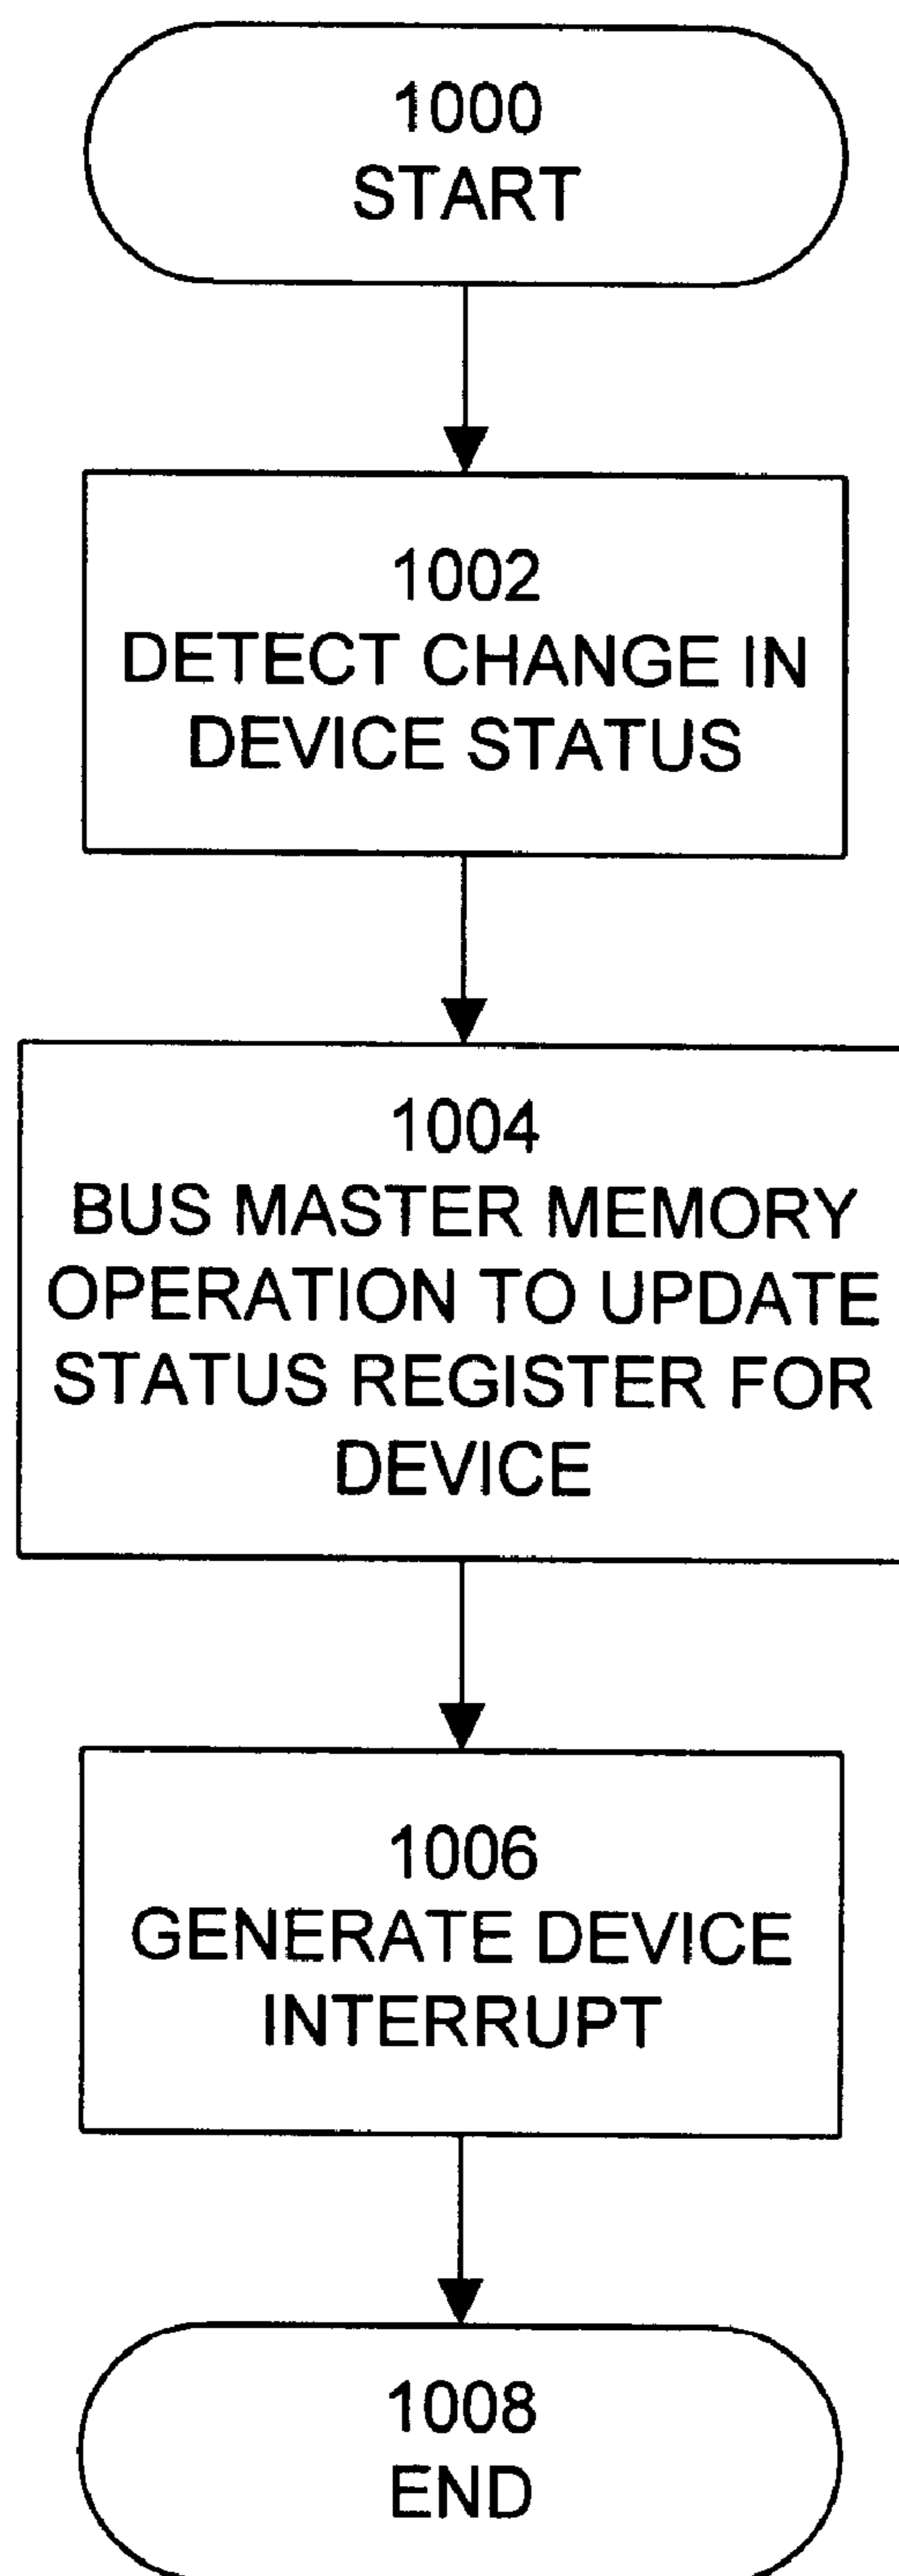 1000
START
1002
DETECT CHANGE IN
DEVICE STATUS
1004
BUS MASTER MEMORY
OPERATION TO UPDATE
STATUS REGISTER FOR
DEVICE
1006
GENERATE DEVICE
INTERRUPT
1008
END